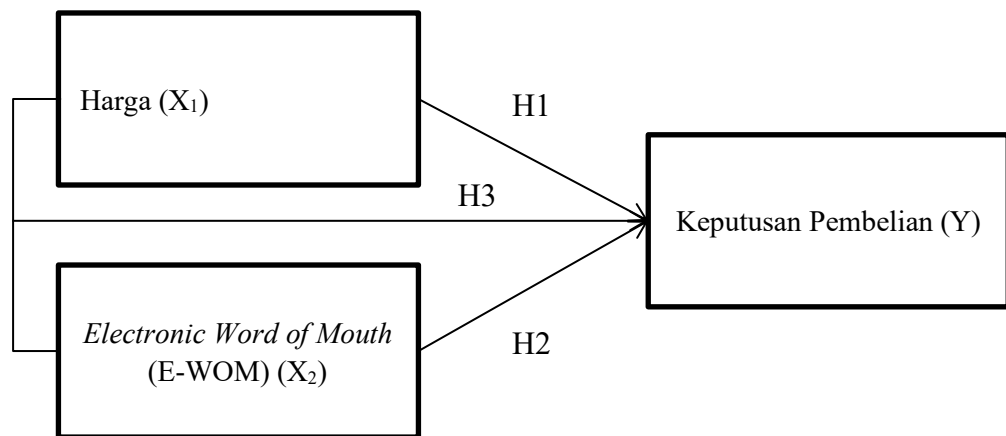 Harga (X₁)
H1
H3
Keputusan Pembelian (Y)
Electronic Word of Mouth
(E-WOM) (X₂)
H2